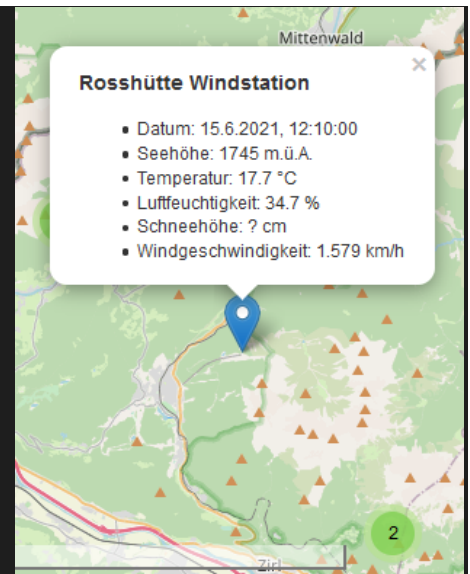 Mittenwald
×
Rosshütte Windstation
• Datum: 15.6.2021, 12:10:00
• Seehöhe: 1745 m.ü.A.
• Temperatur: 17.7 °C
• Luftfeuchtigkeit: 34.7 %
• Schneehöhe: ? cm
• Windgeschwindigkeit: 1.579 km/h
2
Zirl